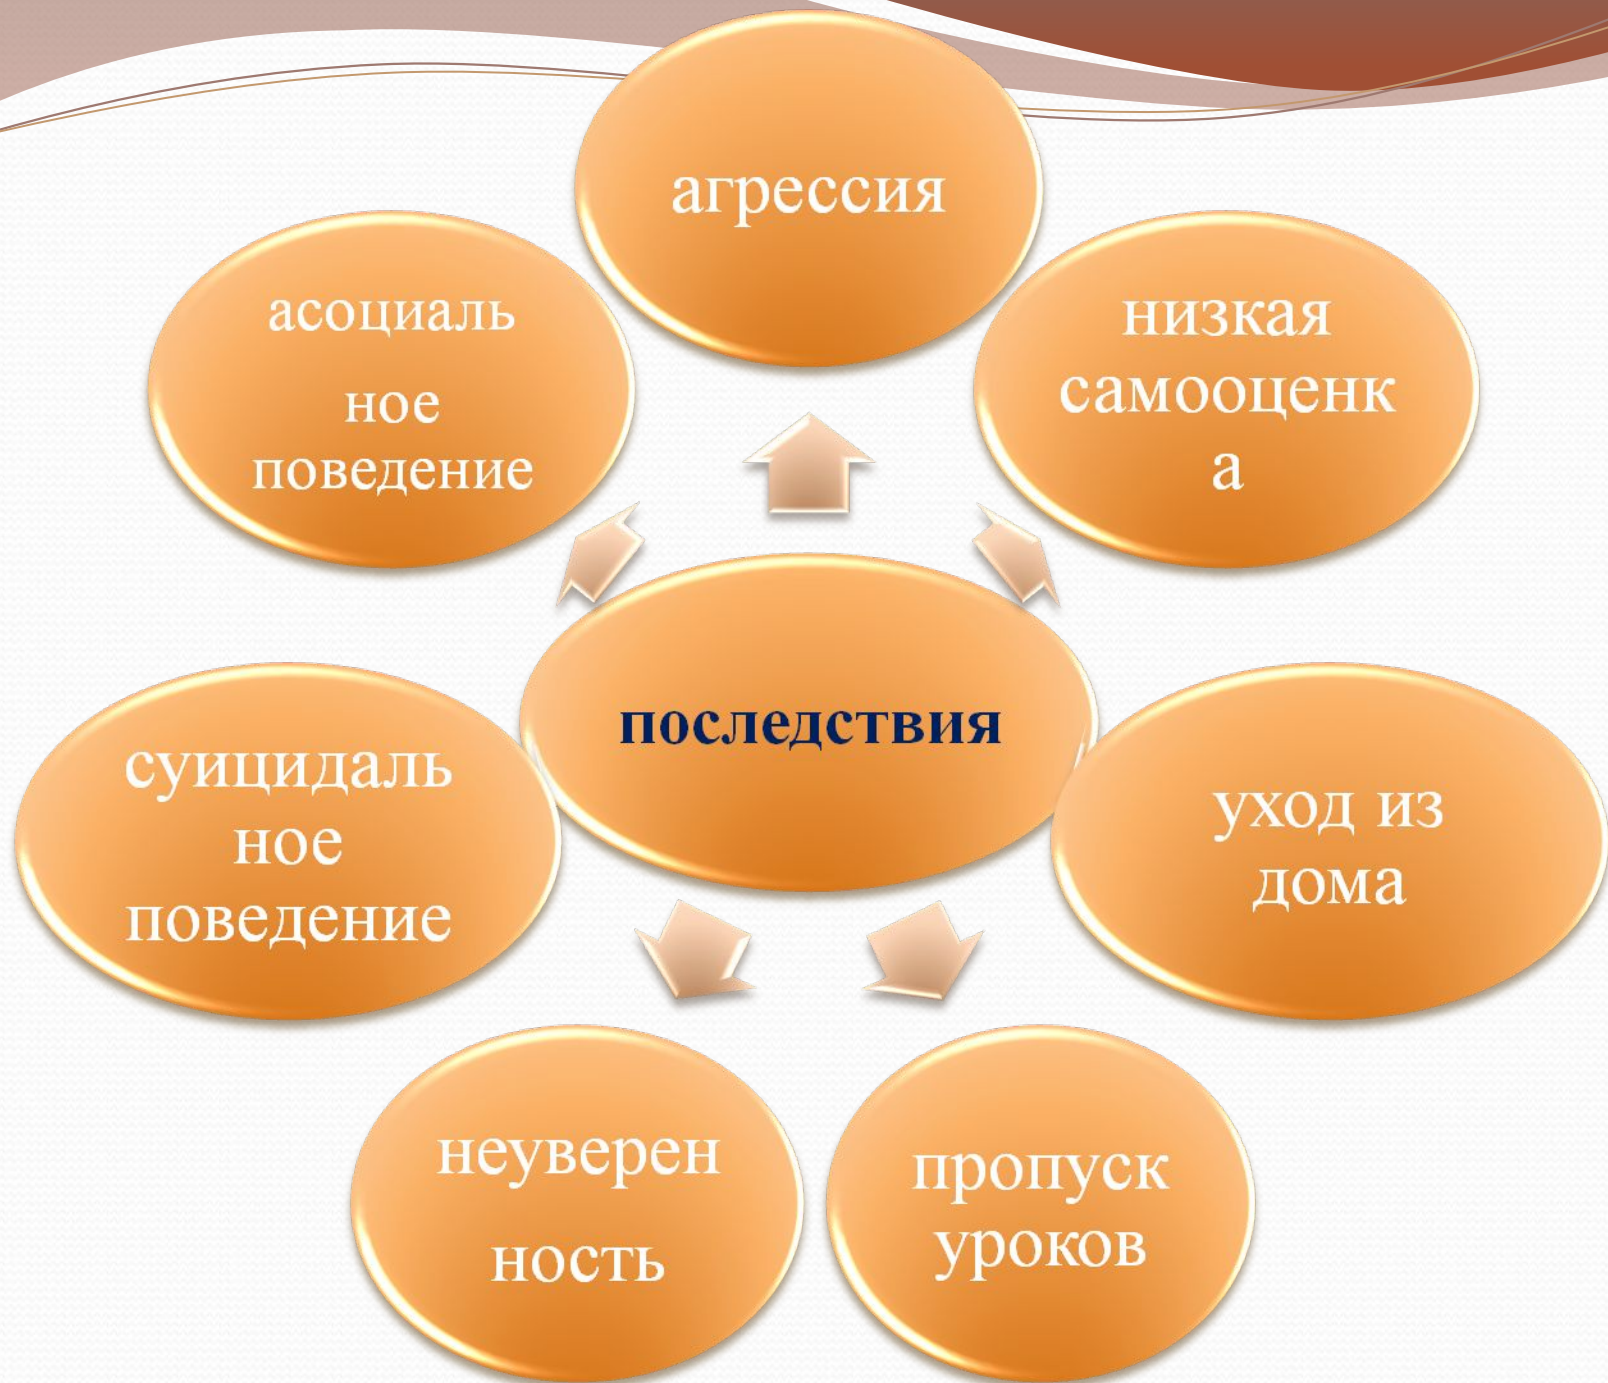 агрессия
асоциаль
ное
поведение
низкая
самооценк
а
последствия
суицидаль
ное
поведение
уход из
дома
неуверен
ность
пропуск
уроков